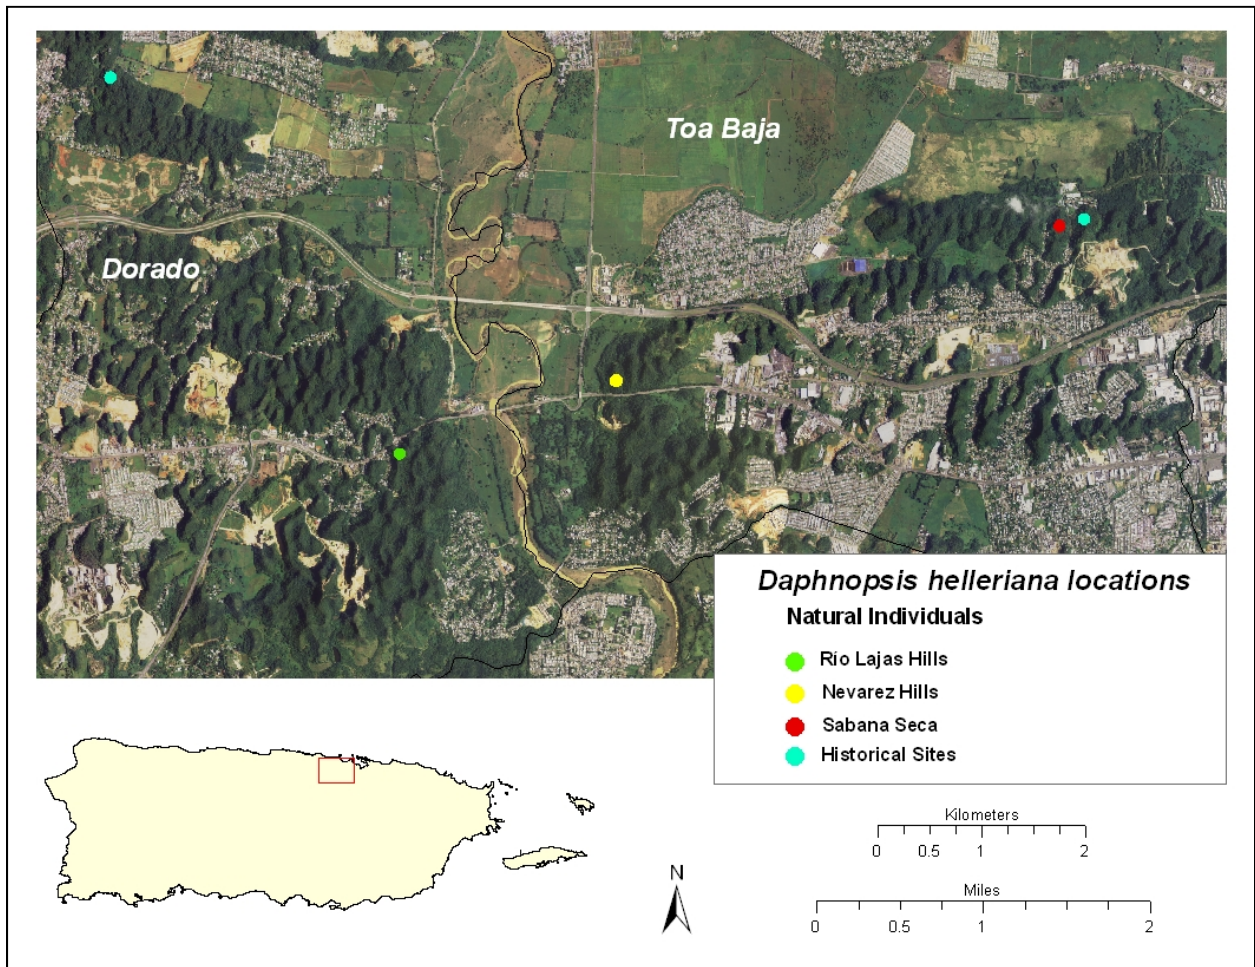 Toa Baja
Dorado
Daphnopsis helleriana locations
Natural Individuals
Río Lajas Hills
Nevarez Hills
Sabana Seca
Historical Sites
Kilometers
0 0.5 1 2
N
Miles
0 0.5 1 2